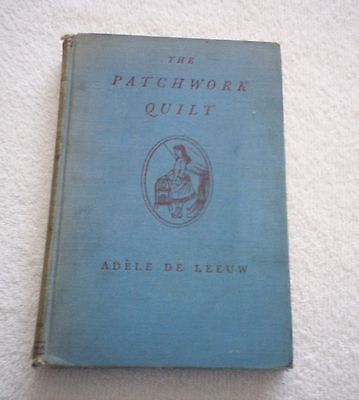 THE
PATCHWORK
QUILT
ADÈLE DE LEEUW